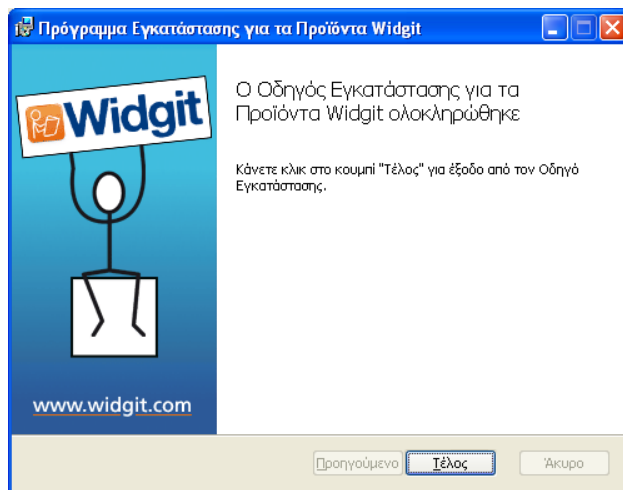 Πρόγραμμα Εγκατάστασης για τα Προϊόντα Widgit
Widgit
Ο Οδηγός Εγκατάστασης για τα
Προϊόντα Widgit ολοκληρώθηκε
Κάνετε κλικ στο κουμπί "Τέλος" για έξοδο από τον Οδηγό
Εγκατάστασης.
www.widgit.com
Προηγούμενο Τέλος Άκυρο